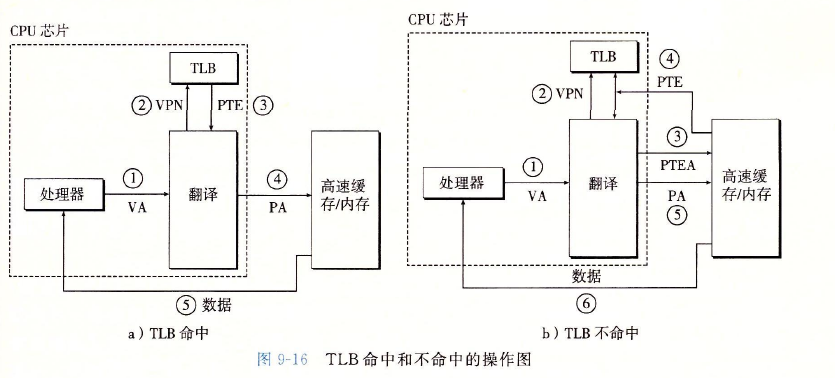 CPU 芯片
TLB
② VPN PTE ③
处理器
①
VA
翻译
④
PA
高速缓
存/内存
⑤ 数据
a）TLB 命中
CPU 芯片
TLB
④
PTE
② VPN
处理器
①
VA
翻译
③
PTEA
PA
⑤
高速缓
存/内存
数据
⑥
b）TLB 不命中
图 9-16 TLB 命中和不命中的操作图